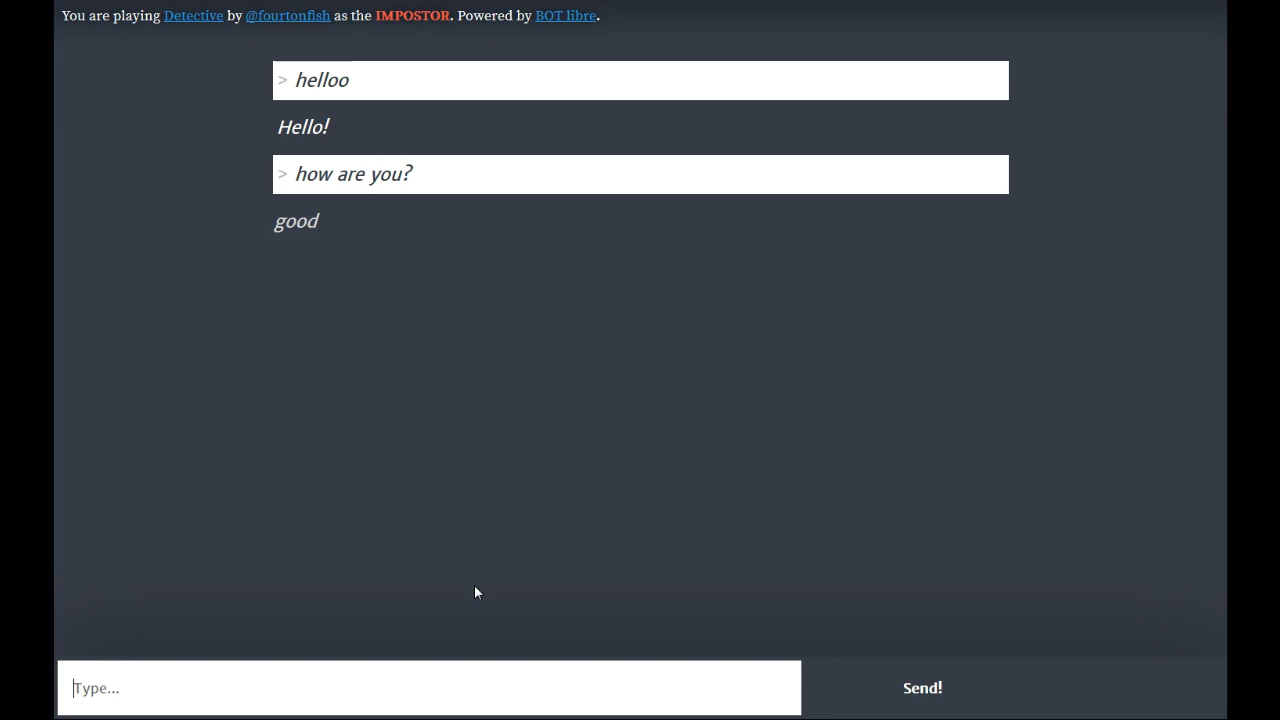 You are playing Detective by @fourtonfish as the IMPOSTOR. Powered by BOT libre.
> helloo
Hello!
> how are you?
good
Type... Send!